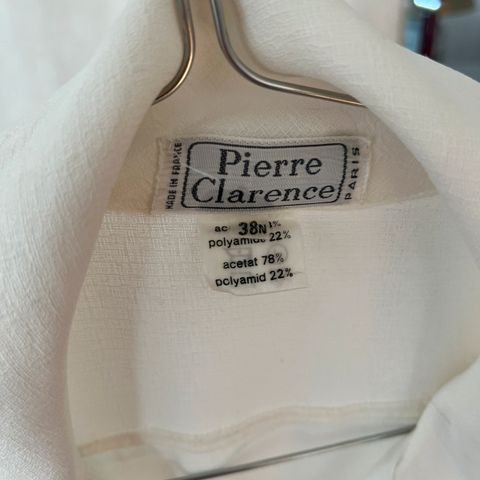 MADE IN FRANCE
Pierre
Clarence
PARIS
38N
polyamide 22%
acetat 78%
polyamid 22%